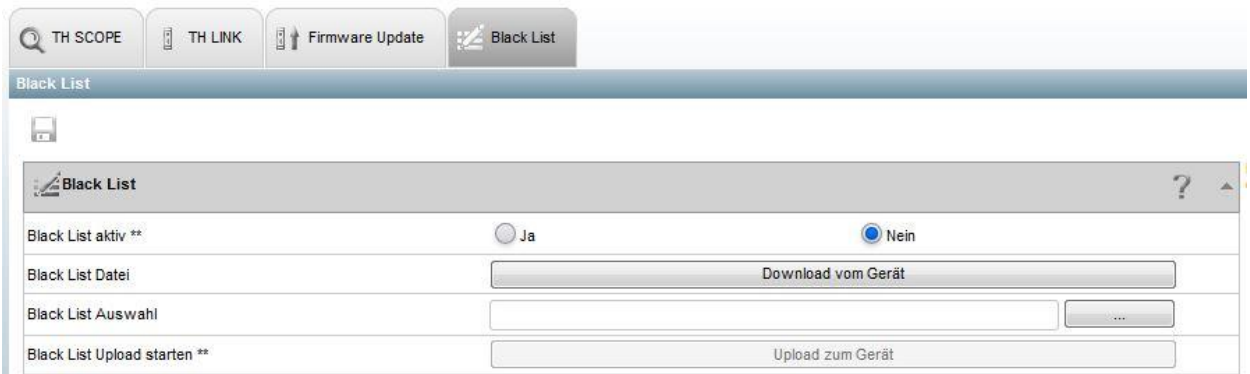 TH SCOPE TH LINK Firmware Update Black List
Black List
Black List ?
Black List aktiv ** Ja Nein
Black List Datei Download vom Gerät
Black List Auswahl ...
Black List Upload starten ** Upload zum Gerät